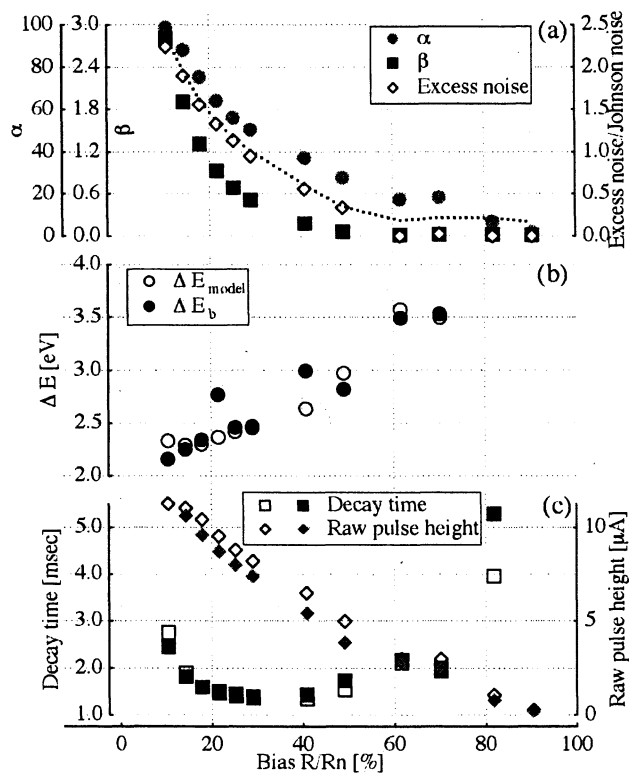 100
80
60
40
20
0
α
3.0
2.4
1.8
1.2
0.6
0.0
β
(a)
α
β
Excess noise
2.5
2.0
1.5
1.0
0.5
0.0
Excess noise/Johnson noise
4.0
3.5
3.0
2.5
2.0
Δ E [eV]
(b)
Δ E model
Δ E b
5.0
4.0
3.0
2.0
1.0
Decay time [msec]
(c)
Decay time
Raw pulse height
10
5
0
Raw pulse height [μA]
0 20 40 60 80 100
Bias R/Rn [%]